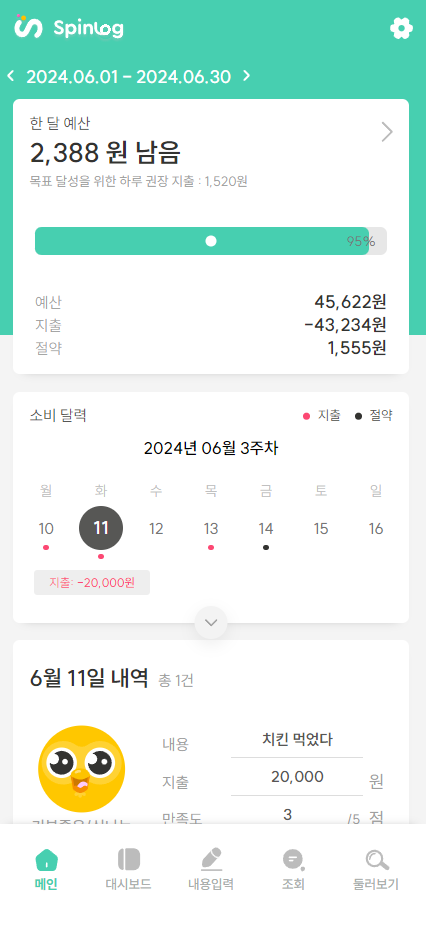 Spinlog
2024.06.01 - 2024.06.30
한 달 예산
2,388 원 남음
목표 달성을 위한 하루 권장 지출 : 1,520원
95%
예산 45,622원
지출 -43,234원
절약 1,555원
소비 달력 지출 절약
2024년 06월 3주차
월 화 수 목 금 토 일
10 11 12 13 14 15 16
지출: -20,000원
6월 11일 내역 총 1건
내용 치킨 먹었다
지출 20,000 원
만족도 3 /5 점
메인 대시보드 내용입력 조회 둘러보기